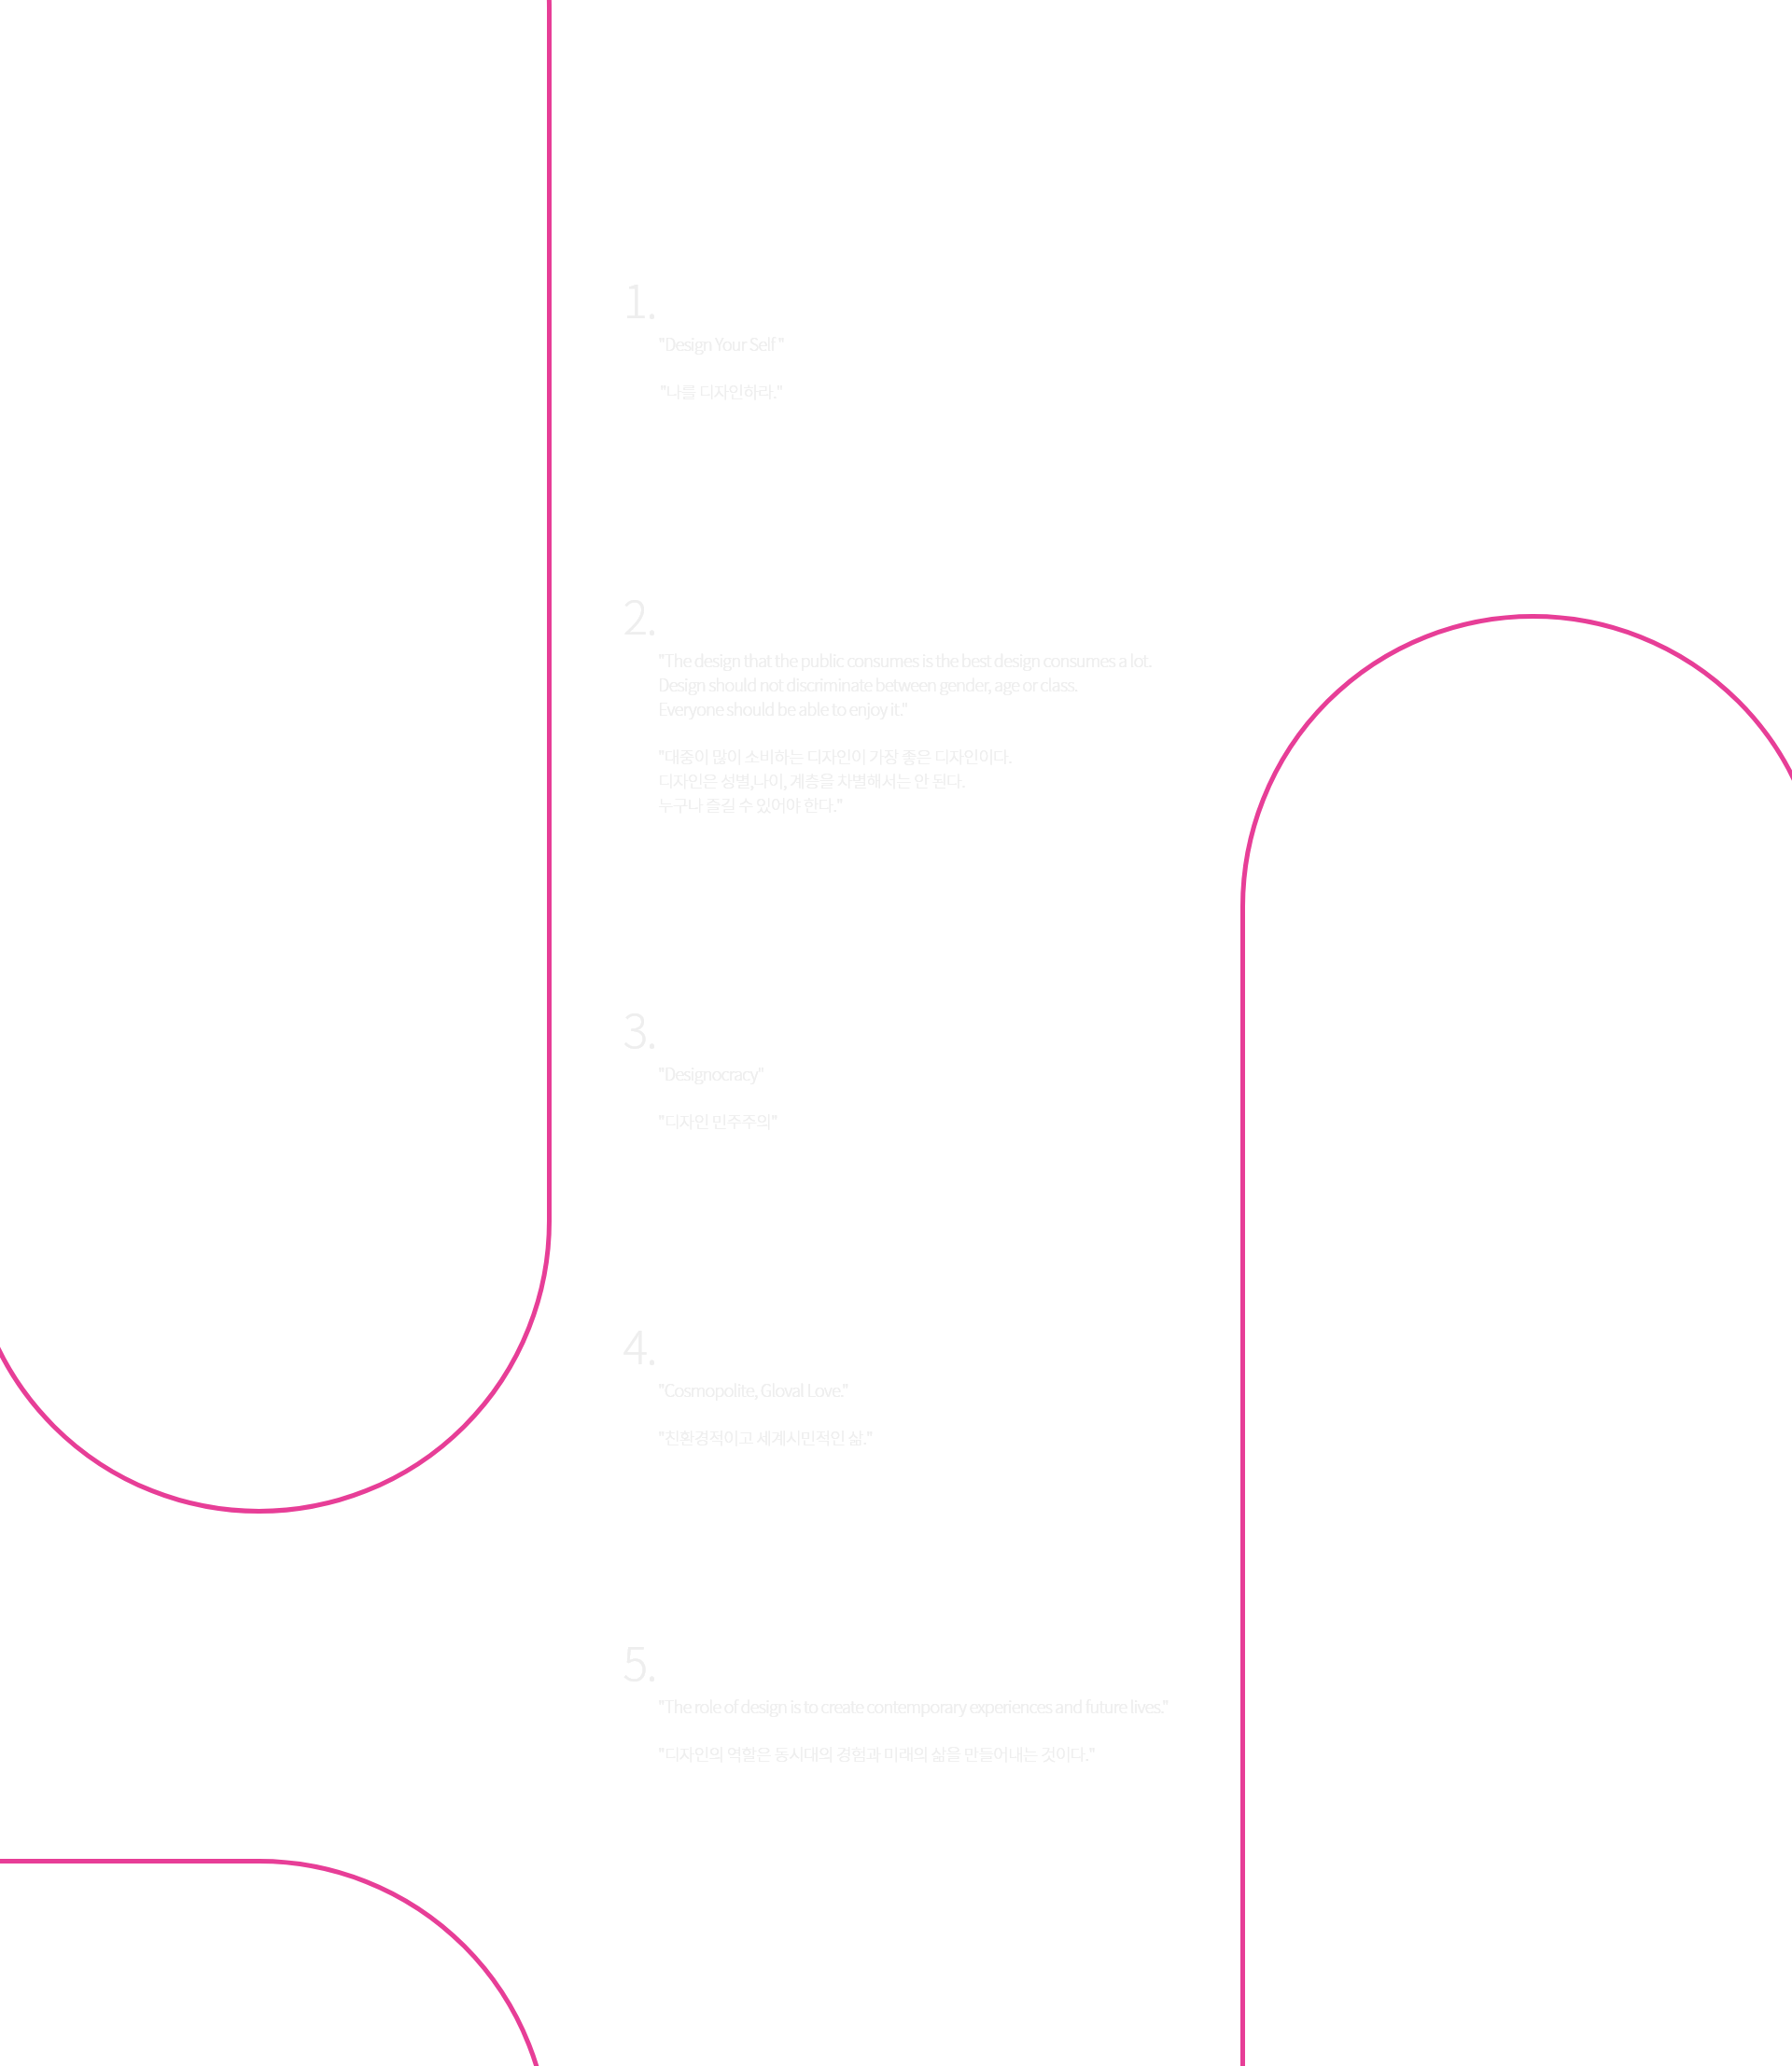 1.
"Design Your Self "
"나를 디자인하라."
2.
"The design that the public consumes is the best design consumes a lot.
Design should not discriminate between gender, age or class.
Everyone should be able to enjoy it."
"대중이 많이 소비하는 디자인이 가장 좋은 디자인이다.
디자인은 성별,나이, 계층을 차별해서는 안 된다.
누구나 즐길 수 있어야 한다."
3.
"Designocracy"
"디자인 민주주의"
4.
"Cosmopolite, Gloval Love."
"친환경적이고 세계시민적인 삶."
5.
"The role of design is to create contemporary experiences and future lives."
"디자인의 역할은 동시대의 경험과 미래의 삶을 만들어내는 것이다."